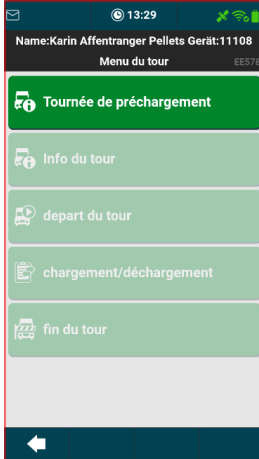 13:29
Name:Karin Affentranger Pellets Gerät:11108
Menu du tour EE578
Tournée de préchargement
Info du tour
depart du tour
chargement/déchargement
fin du tour